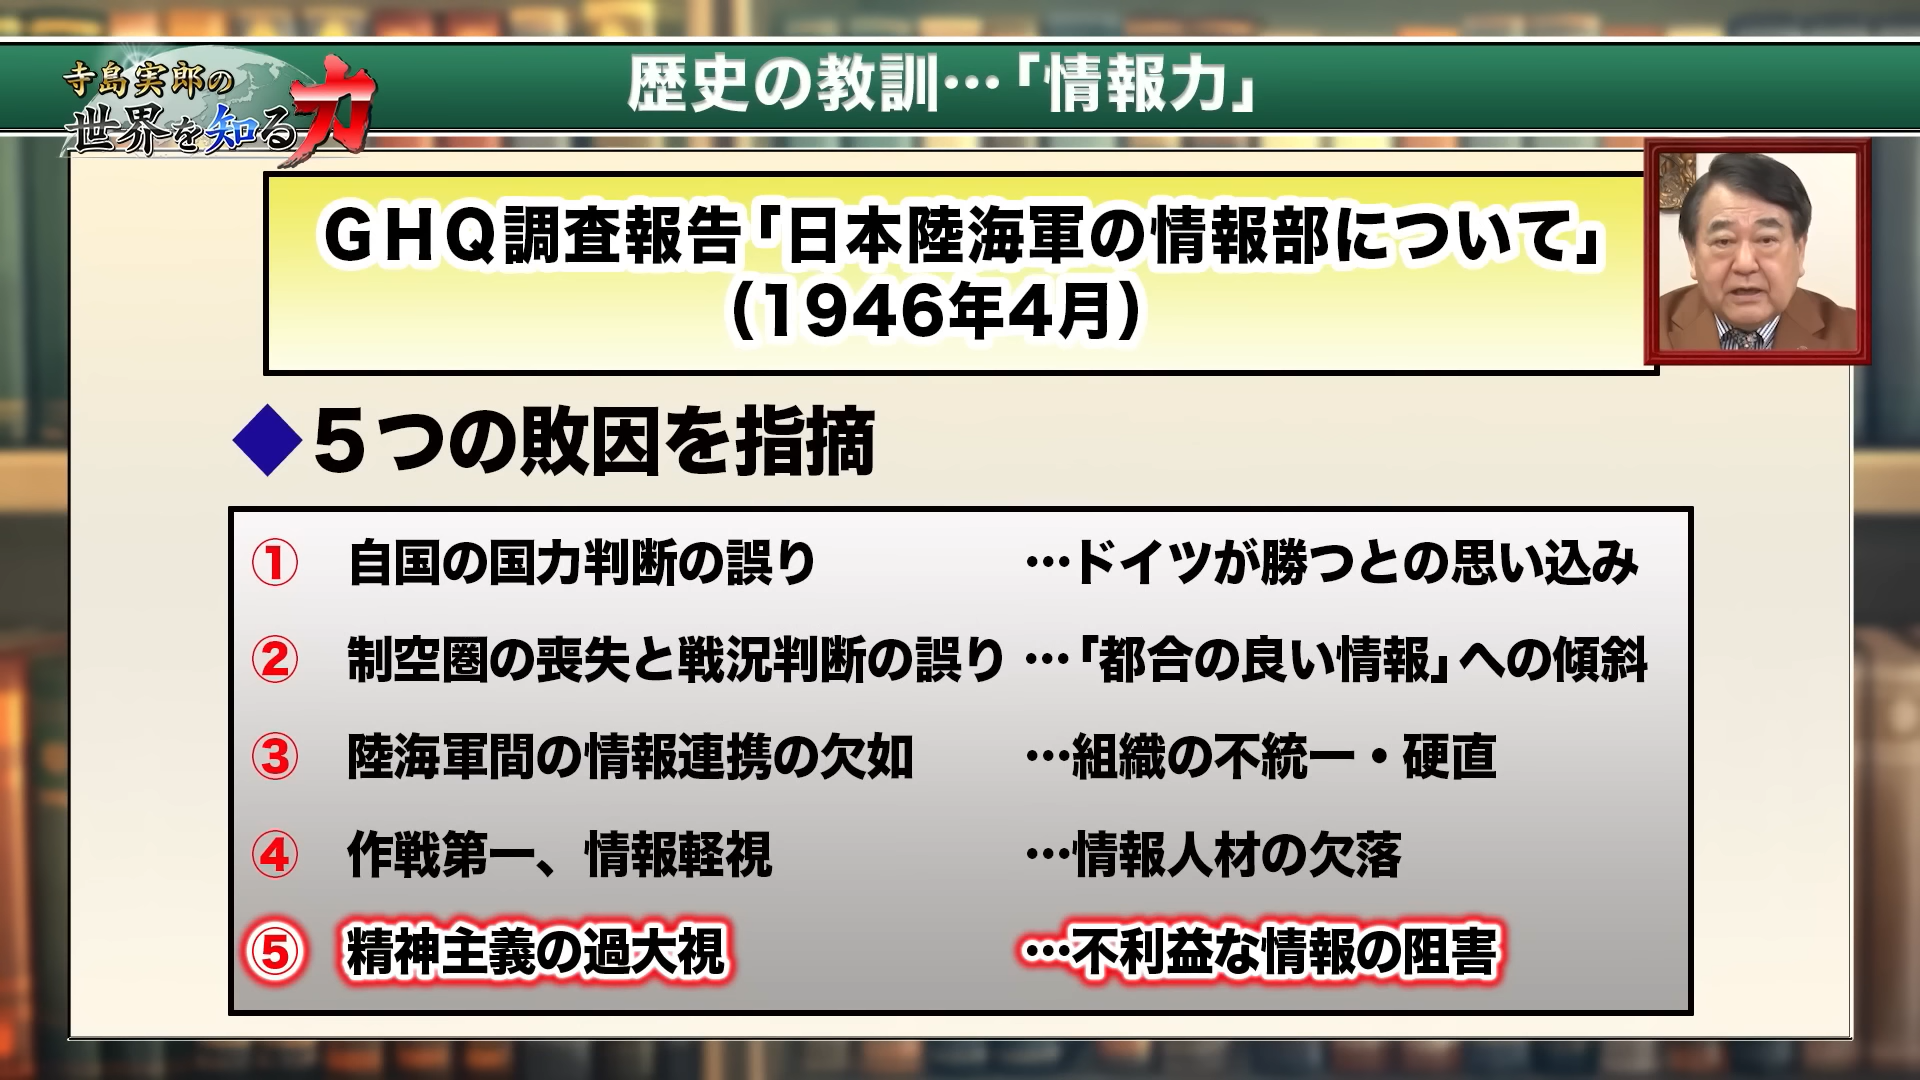 寺島実郎の
世界を知る力
歴史の教訓…「情報力」
GHQ調査報告「日本陸海軍の情報部について」
(1946年4月)
◆5つの敗因を指摘
① 自国の国力判断の誤り …ドイツが勝つとの思い込み
② 制空圏の喪失と戦況判断の誤り …「都合の良い情報」への傾斜
③ 陸海軍間の情報連携の欠如 …組織の不統一・硬直
④ 作戦第一、情報軽視 …情報人材の欠落
⑤ 精神主義の過大視 …不利益な情報の阻害